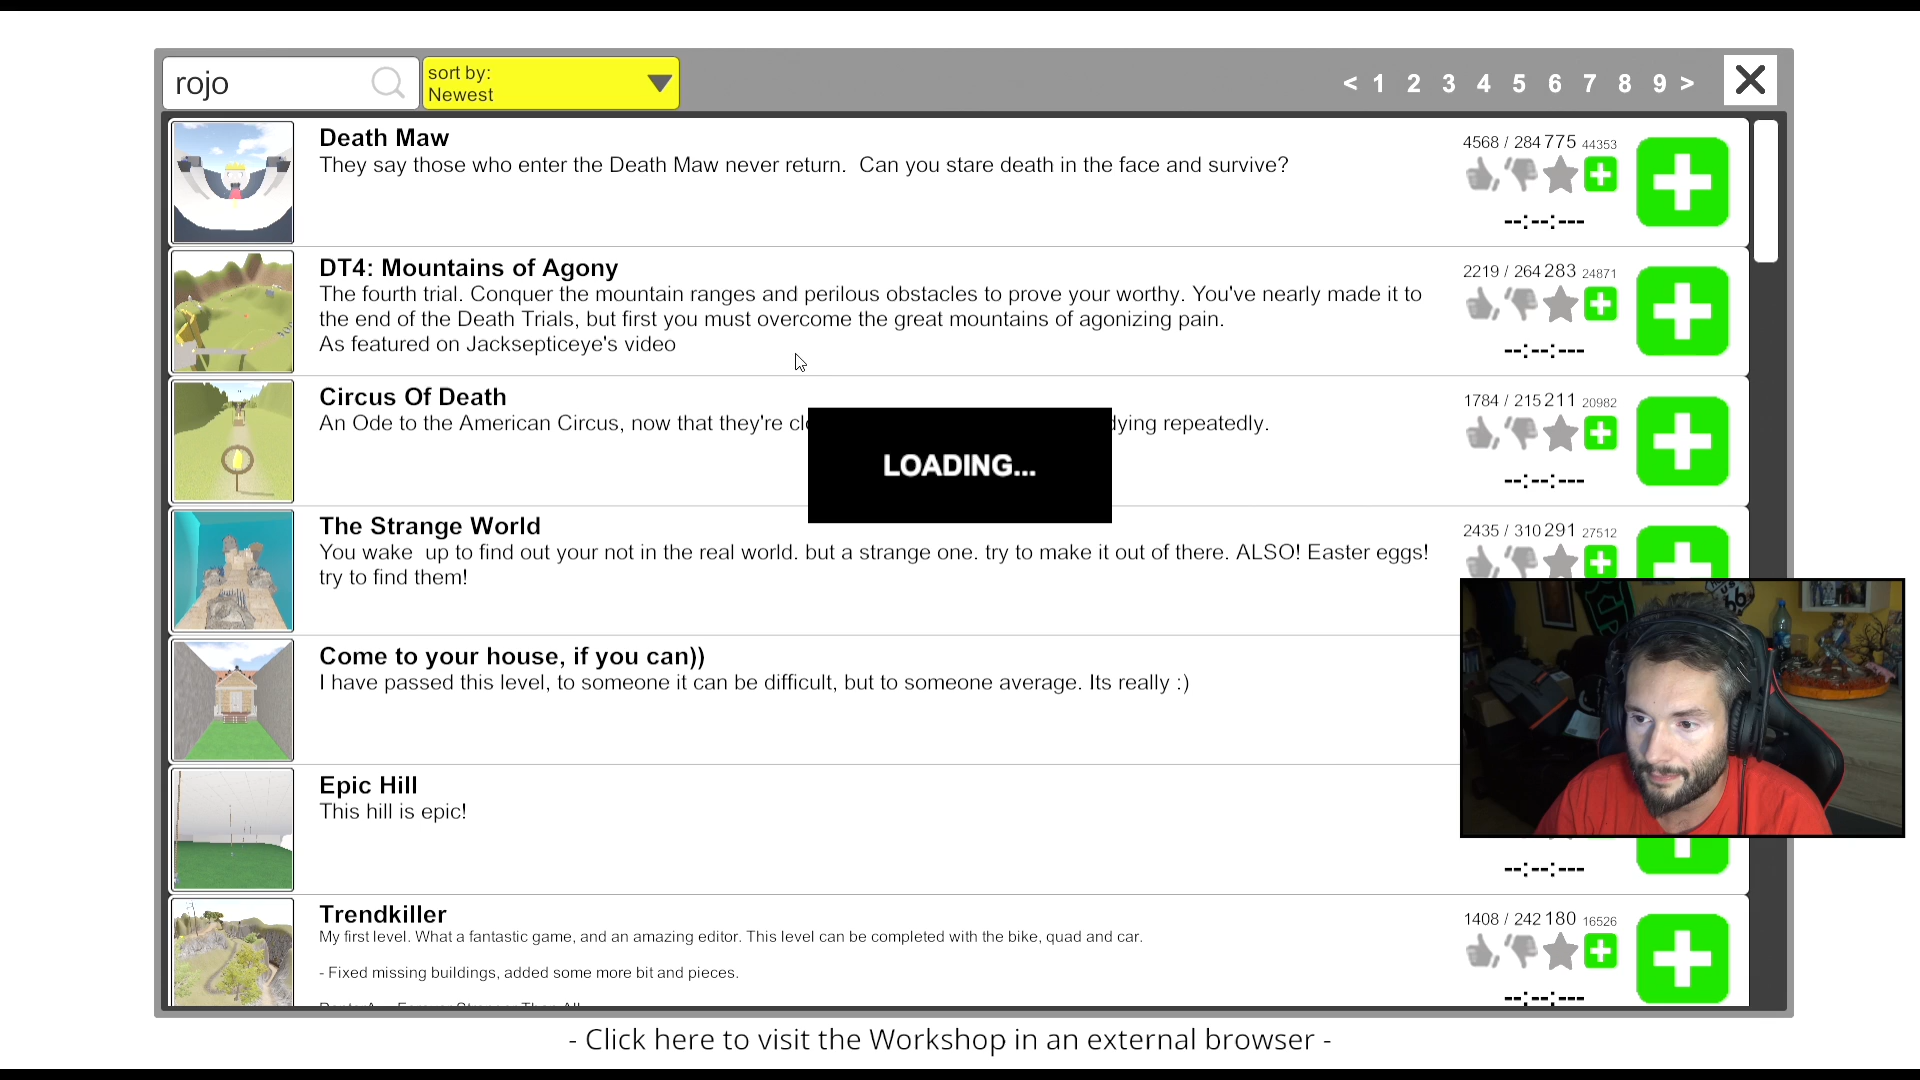 rojo
sort by:
Newest
< 1 2 3 4 5 6 7 8 9 >
Death Maw
They say those who enter the Death Maw never return.  Can you stare death in the face and survive?
4568 / 284 775 44353
--:--:---
DT4: Mountains of Agony
The fourth trial. Conquer the mountain ranges and perilous obstacles to prove your worthy. You've nearly made it to
the end of the Death Trials, but first you must overcome the great mountains of agonizing pain.
As featured on Jacksepticeye's video
2219 / 264 283 24871
--:--:---
Circus Of Death
An Ode to the American Circus, now that they're dying repeatedly.
1784 / 215 211 20982
--:--:---
LOADING...
The Strange World
You wake  up to find out your not in the real world. but a strange one. try to make it out of there. ALSO! Easter eggs!
try to find them!
2435 / 310 291 27512
Come to your house, if you can))
I have passed this level, to someone it can be difficult, but to someone average. Its really :)
Epic Hill
This hill is epic!
--:--:---
Trendkiller
My first level. What a fantastic game, and an amazing editor. This level can be completed with the bike, quad and car.
- Fixed missing buildings, added some more bit and pieces.
1408 / 242 180 16526
--:--:---
- Click here to visit the Workshop in an external browser -